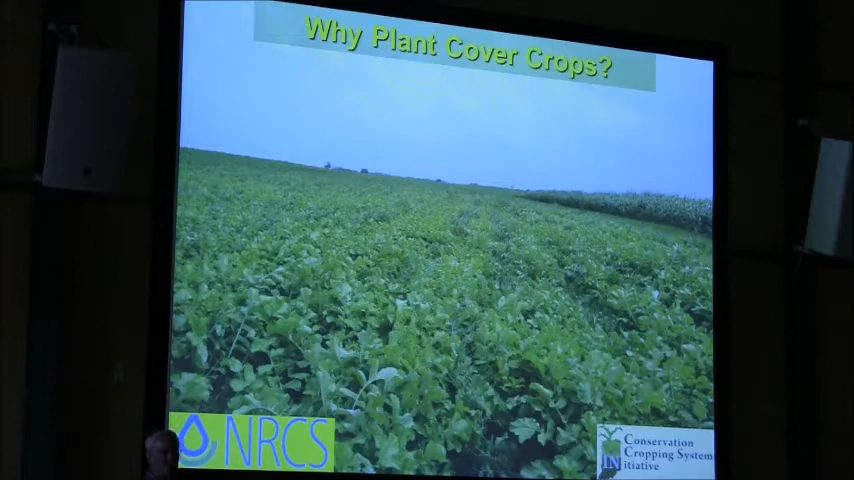 Why Plant Cover Crops?
NRCS
Conservation
Cropping Systems
INitiative